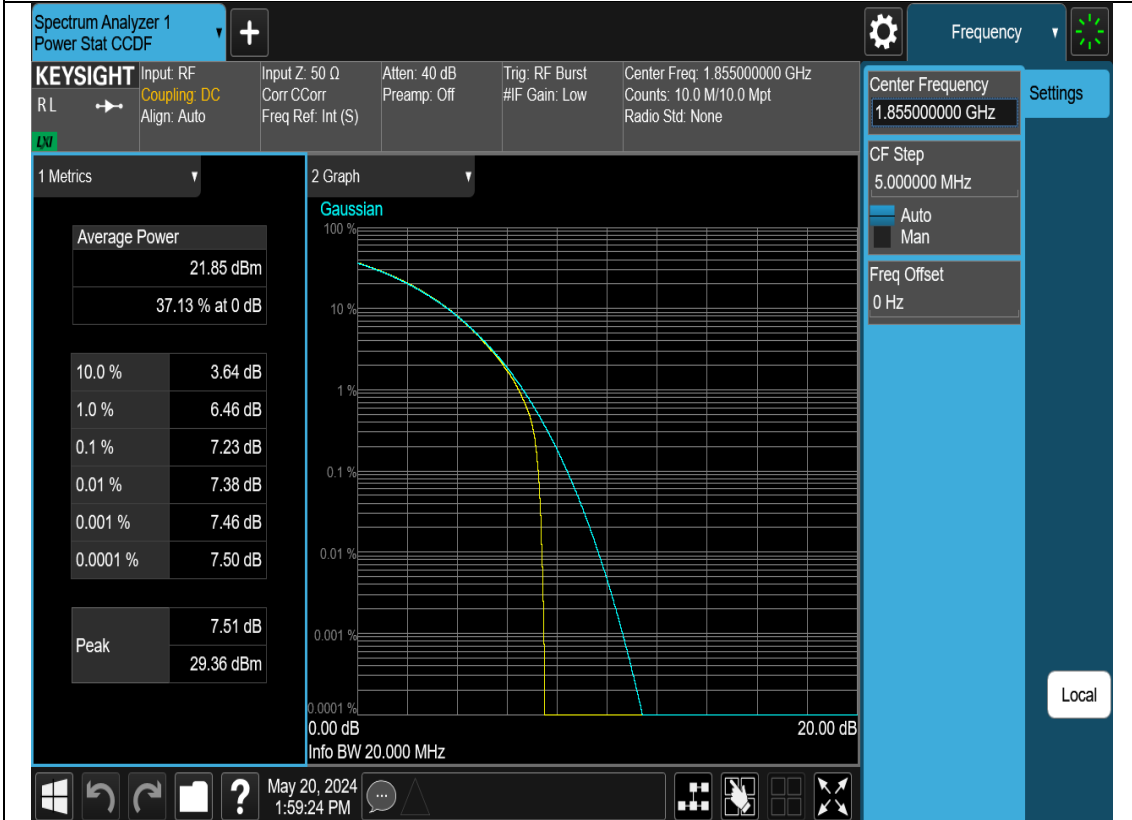 Spectrum Analyzer 1
Power Stat CCDF
Frequency
KEYSIGHT
R L
LXI
Input: RF
Coupling: DC
Align: Auto
Input Z: 50 Ω
Corr CCorr
Freq Ref: Int (S)
Atten: 40 dB
Preamp: Off
Trig: RF Burst
#IF Gain: Low
Center Freq: 1.855000000 GHz
Counts: 10.0 M/10.0 Mpt
Radio Std: None
Center Frequency
1.855000000 GHz
Settings
CF Step
5.000000 MHz
Auto
Man
Freq Offset
0 Hz
Local
1 Metrics
Average Power
21.85 dBm
37.13 % at 0 dB
10.0 % 3.64 dB
1.0 % 6.46 dB
0.1 % 7.23 dB
0.01 % 7.38 dB
0.001 % 7.46 dB
0.0001 % 7.50 dB
Peak
7.51 dB
29.36 dBm
2 Graph
Gaussian
100 %
10 %
1 %
0.1 %
0.01 %
0.001 %
0.0001 %
0.00 dB 20.00 dB
Info BW 20.000 MHz
?
May 20, 2024
1:59:24 PM